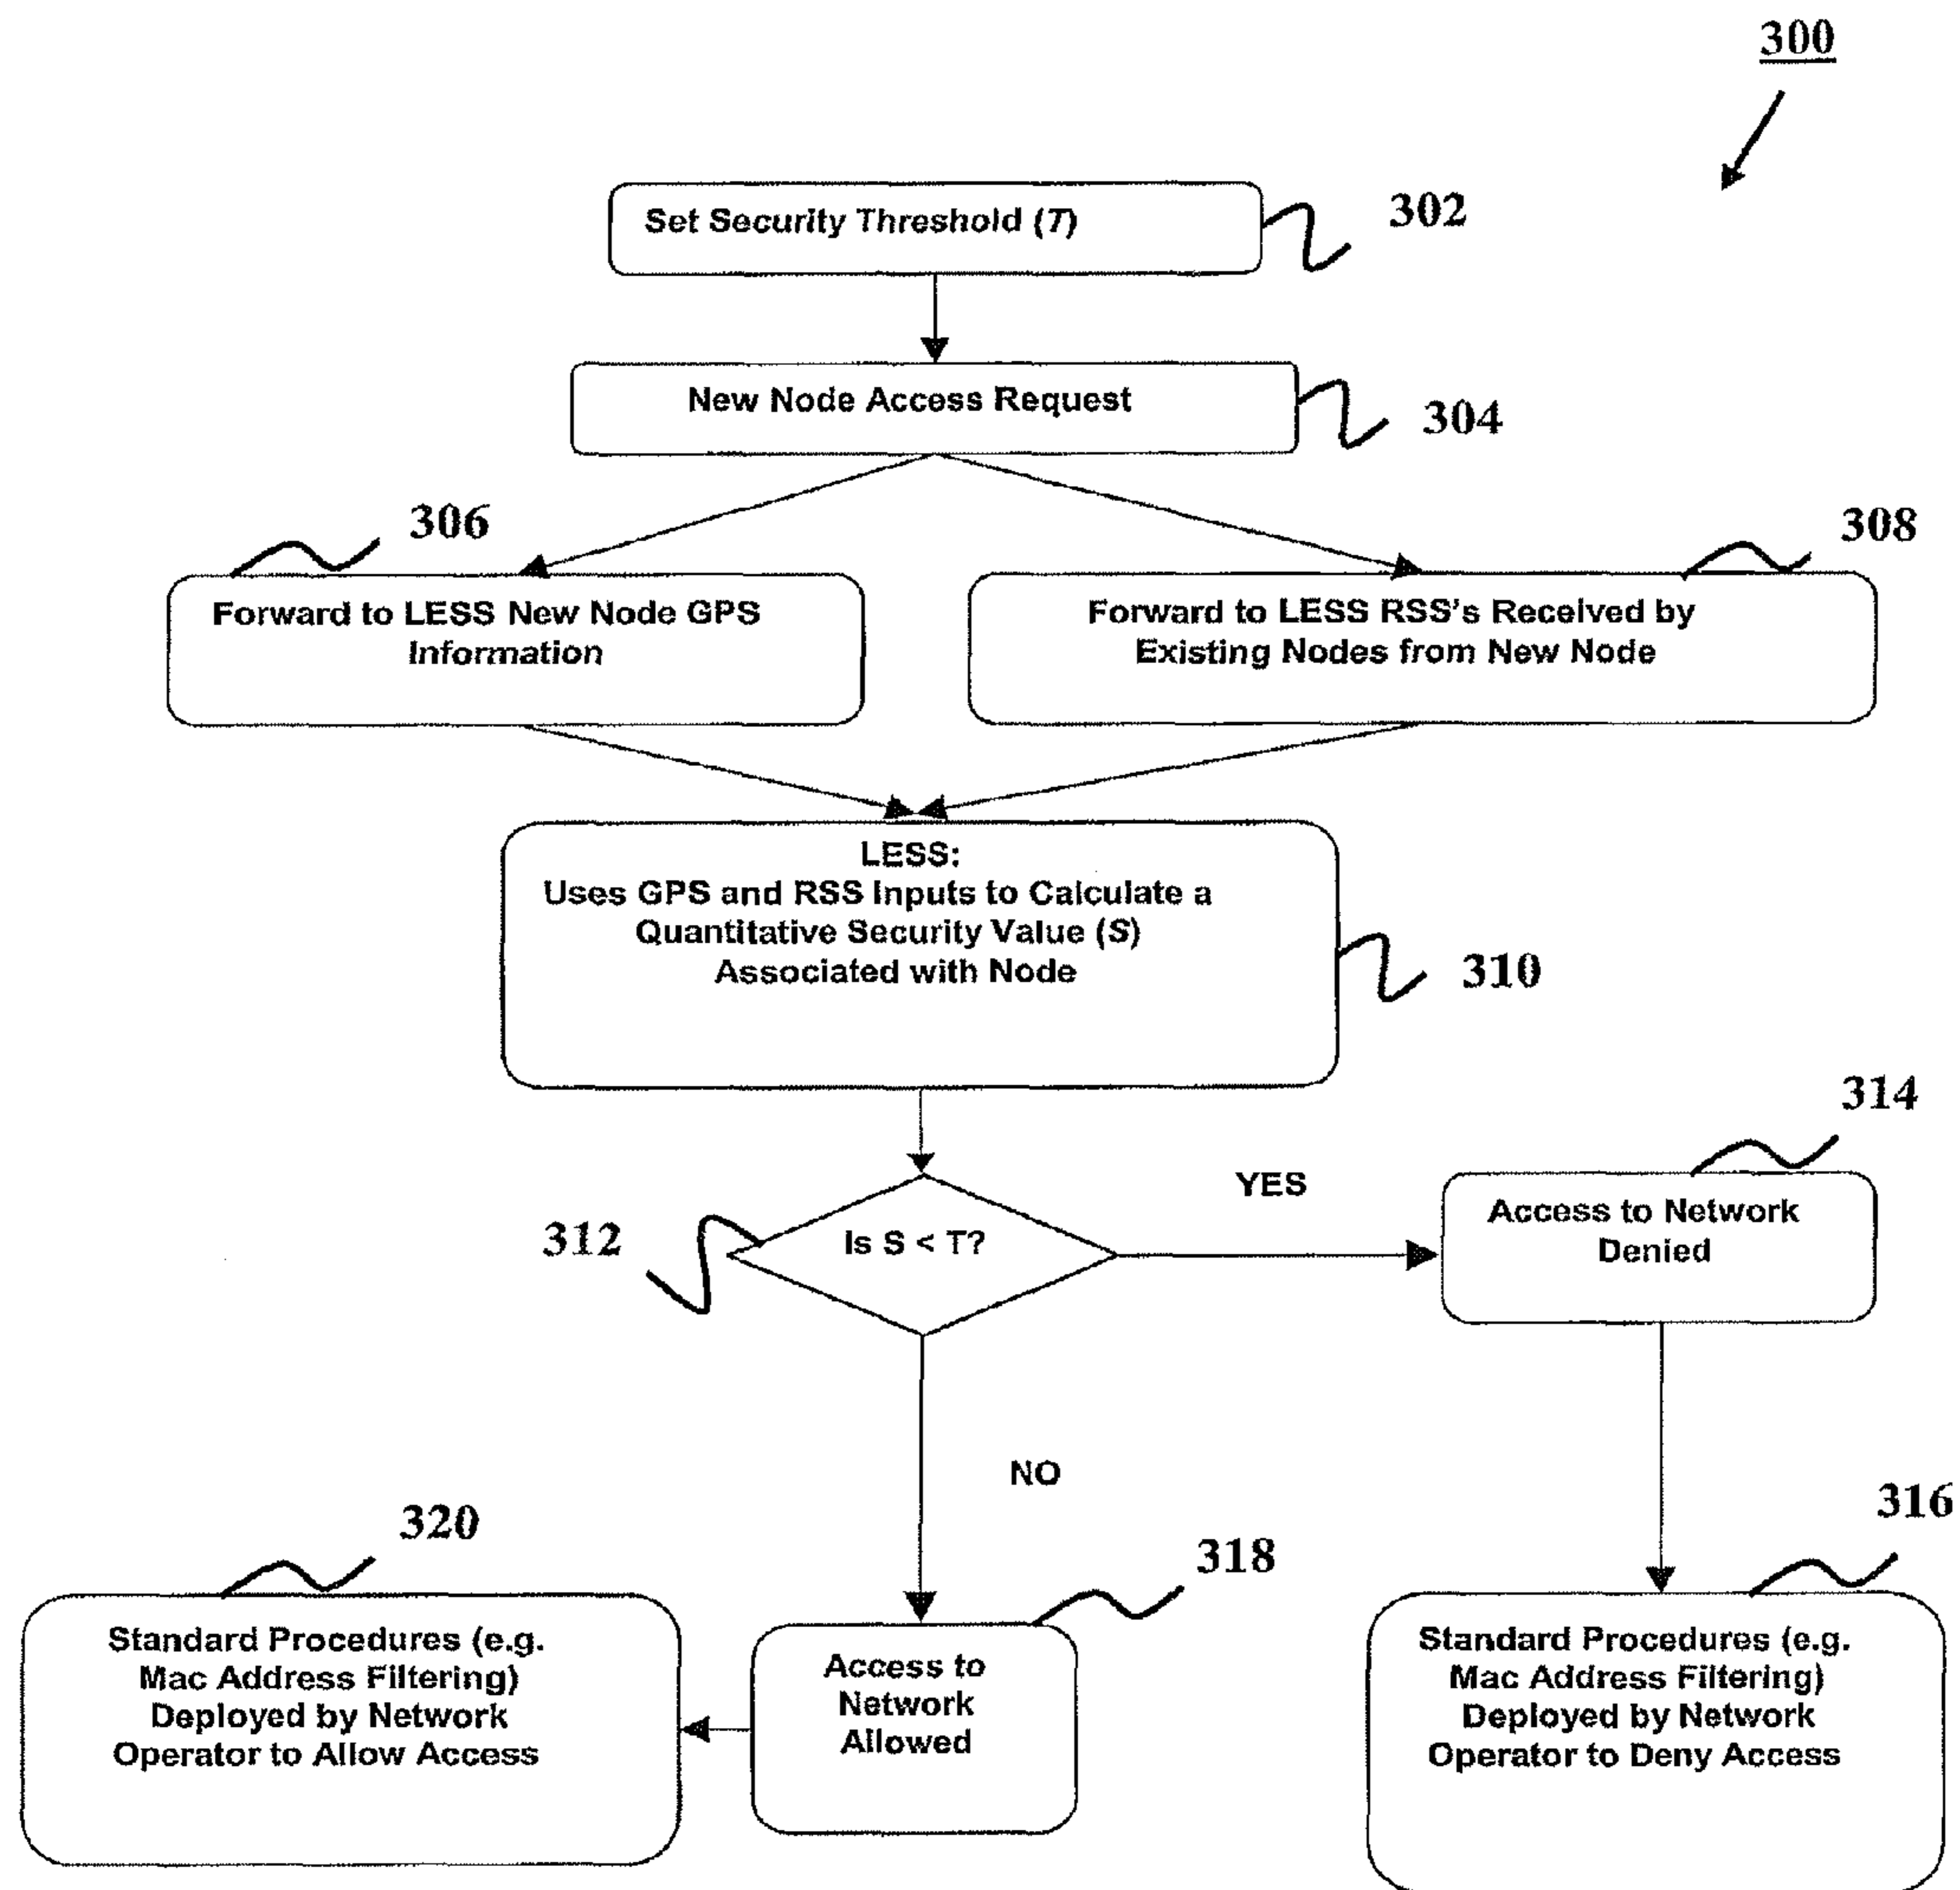 300
Set Security Threshold (T)
302
New Node Access Request
304
306
308
Forward to LESS New Node GPS
Information
Forward to LESS RSS's Received by
Existing Nodes from New Node
LESS:
Uses GPS and RSS Inputs to Calculate a
Quantitative Security Value (S)
Associated with Node
310
314
YES
Access to Network
Denied
312
Is S < T?
NO
320
318
316
Standard Procedures (e.g.
Mac Address Filtering)
Deployed by Network
Operator to Allow Access
Access to
Network
Allowed
Standard Procedures (e.g.
Mac Address Filtering)
Deployed by Network
Operator to Deny Access